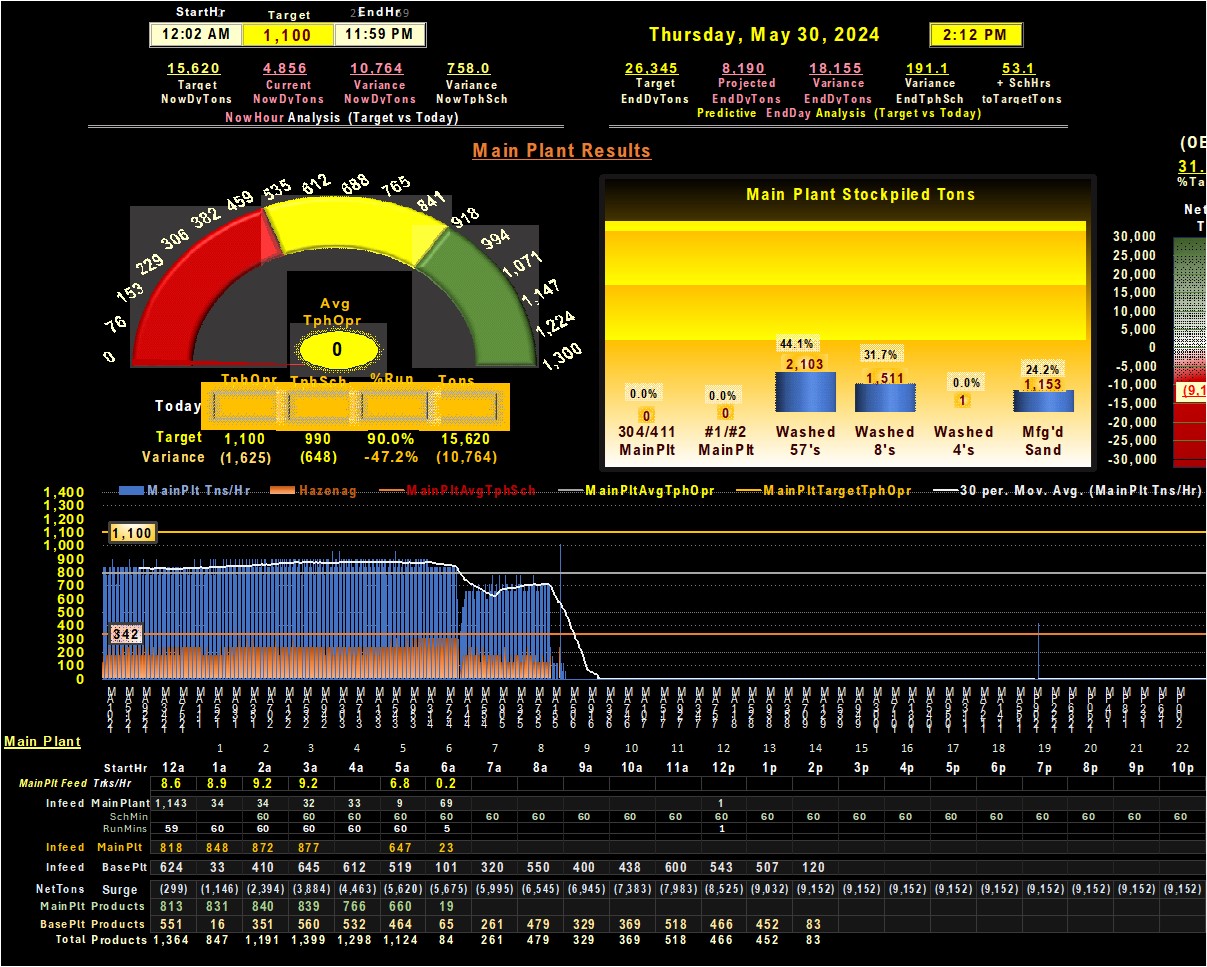 StartHr Target EndHr
12:02 AM 1,100 11:59 PM
Thursday, May 30, 2024 2:12 PM
15,620 4,856 10,764 758.0
Target Current Variance Variance
NowDyTons NowDyTons NowDyTons NowTphSch
NowHour Analysis (Target vs Today)
26,345 8,190 18,155 191.1 53.1
Target Projected Variance Variance + SchHrs
EndDyTons EndDyTons EndDyTons EndTphSch toTargetTons
Predictive EndDay Analysis (Target vs Today)
Main Plant Results
0 76 153 229 306 382 459 535 612 688 765 841 918 994 1,071 1,147 1,224 1,300
Avg
TphOpr
0
TphOpr TphSch %Run Tons
Today
Target 1,100 990 90.0% 15,620
Variance (1,625) (648) -47.2% (10,764)
Main Plant Stockpiled Tons
0.0% 0.0% 44.1% 31.7% 0.0% 24.2%
0 0 2,103 1,511 1 1,153
304/411 #1/#2 Washed Washed Washed Mfg'd
MainPlt MainPlt 57's 8's 4's Sand
(OE
31.
%Ta
Net
T
30,000
25,000
20,000
15,000
10,000
5,000
0
-5,000
-10,000
-15,000
-20,000
-25,000
-30,000
(9,1
MainPlt Tns/Hr Hazenag MainPltAvgTphSch MainPltAvgTphOpr MainPltTargetTphOpr 30 per. Mov. Avg. (MainPlt Tns/Hr)
1,400
1,300
1,200
1,100
1,000
900
800
700
600
500
400
300
200
100
0
1,100
342
Main Plant
1 2 3 4 5 6 7 8 9 10 11 12 13 14 15 16 17 18 19 20 21 22
StartHr 12a 1a 2a 3a 4a 5a 6a 7a 8a 9a 10a 11a 12p 1p 2p 3p 4p 5p 6p 7p 8p 9p 10p
MainPlt Feed Trks/Hr 8.6 8.9 9.2 9.2 6.8 0.2
Infeed MainPlant 1,143 34 34 32 33 9 69 1
SchMin 60 60 60 60 60 60 60 60 60 60 60 60 60 60 60 60 60 60 60 60 60
RunMins 59 60 60 60 60 60 5 1
Infeed MainPlt 818 848 872 877 647 23
Infeed BasePlt 624 33 410 645 612 519 101 320 550 400 438 600 543 507 120
NetTons Surge (299) (1,146) (2,394) (3,884) (4,463) (5,620) (5,675) (5,995) (6,545) (6,945) (7,383) (7,983) (8,525) (9,032) (9,152) (9,152) (9,152) (9,152) (9,152) (9,152) (9,152) (9,152) (9,152)
MainPlt Products 813 831 840 839 766 660 19
BasePlt Products 551 16 351 560 532 464 65 261 479 329 369 518 466 452 83
Total Products 1,364 847 1,191 1,399 1,298 1,124 84 261 479 329 369 518 466 452 83